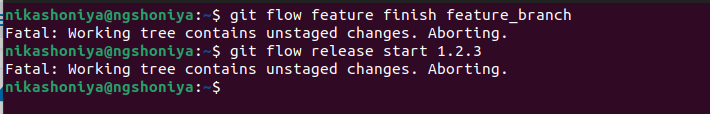 nikashoniya@ngshoniya:~$ git flow feature finish feature_branch
Fatal: Working tree contains unstaged changes. Aborting.
nikashoniya@ngshoniya:~$ git flow release start 1.2.3
Fatal: Working tree contains unstaged changes. Aborting.
nikashoniya@ngshoniya:~$